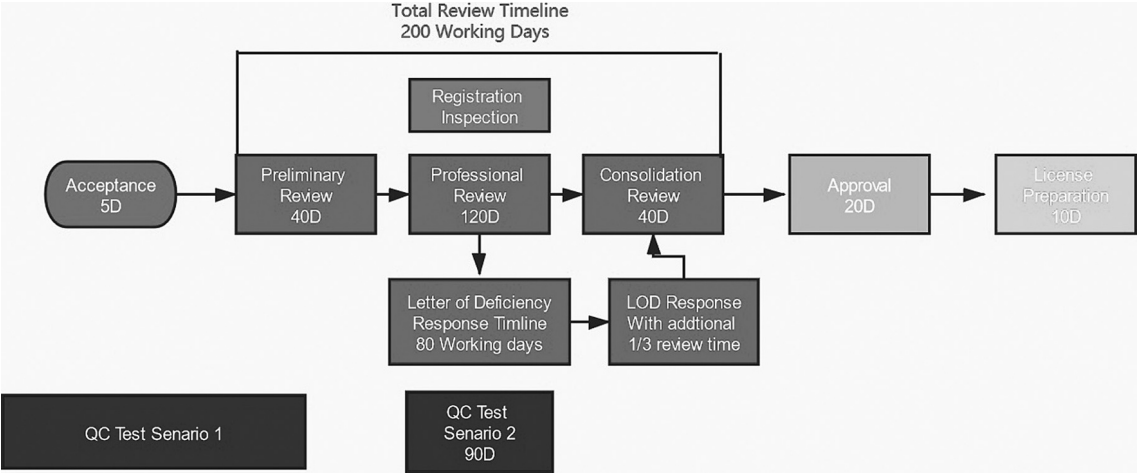 Total Review Timeline
200 Working Days
Registration
Inspection
Acceptance
5D
Preliminary
Review
40D
Professional
Review
120D
Consolidation
Review
40D
Approval
20D
License
Preparation
10D
Letter of Deficiency
Response Timline
80 Working days
LOD Response
With addtional
1/3 review time
QC Test Senario 1
QC Test
Senario 2
90D